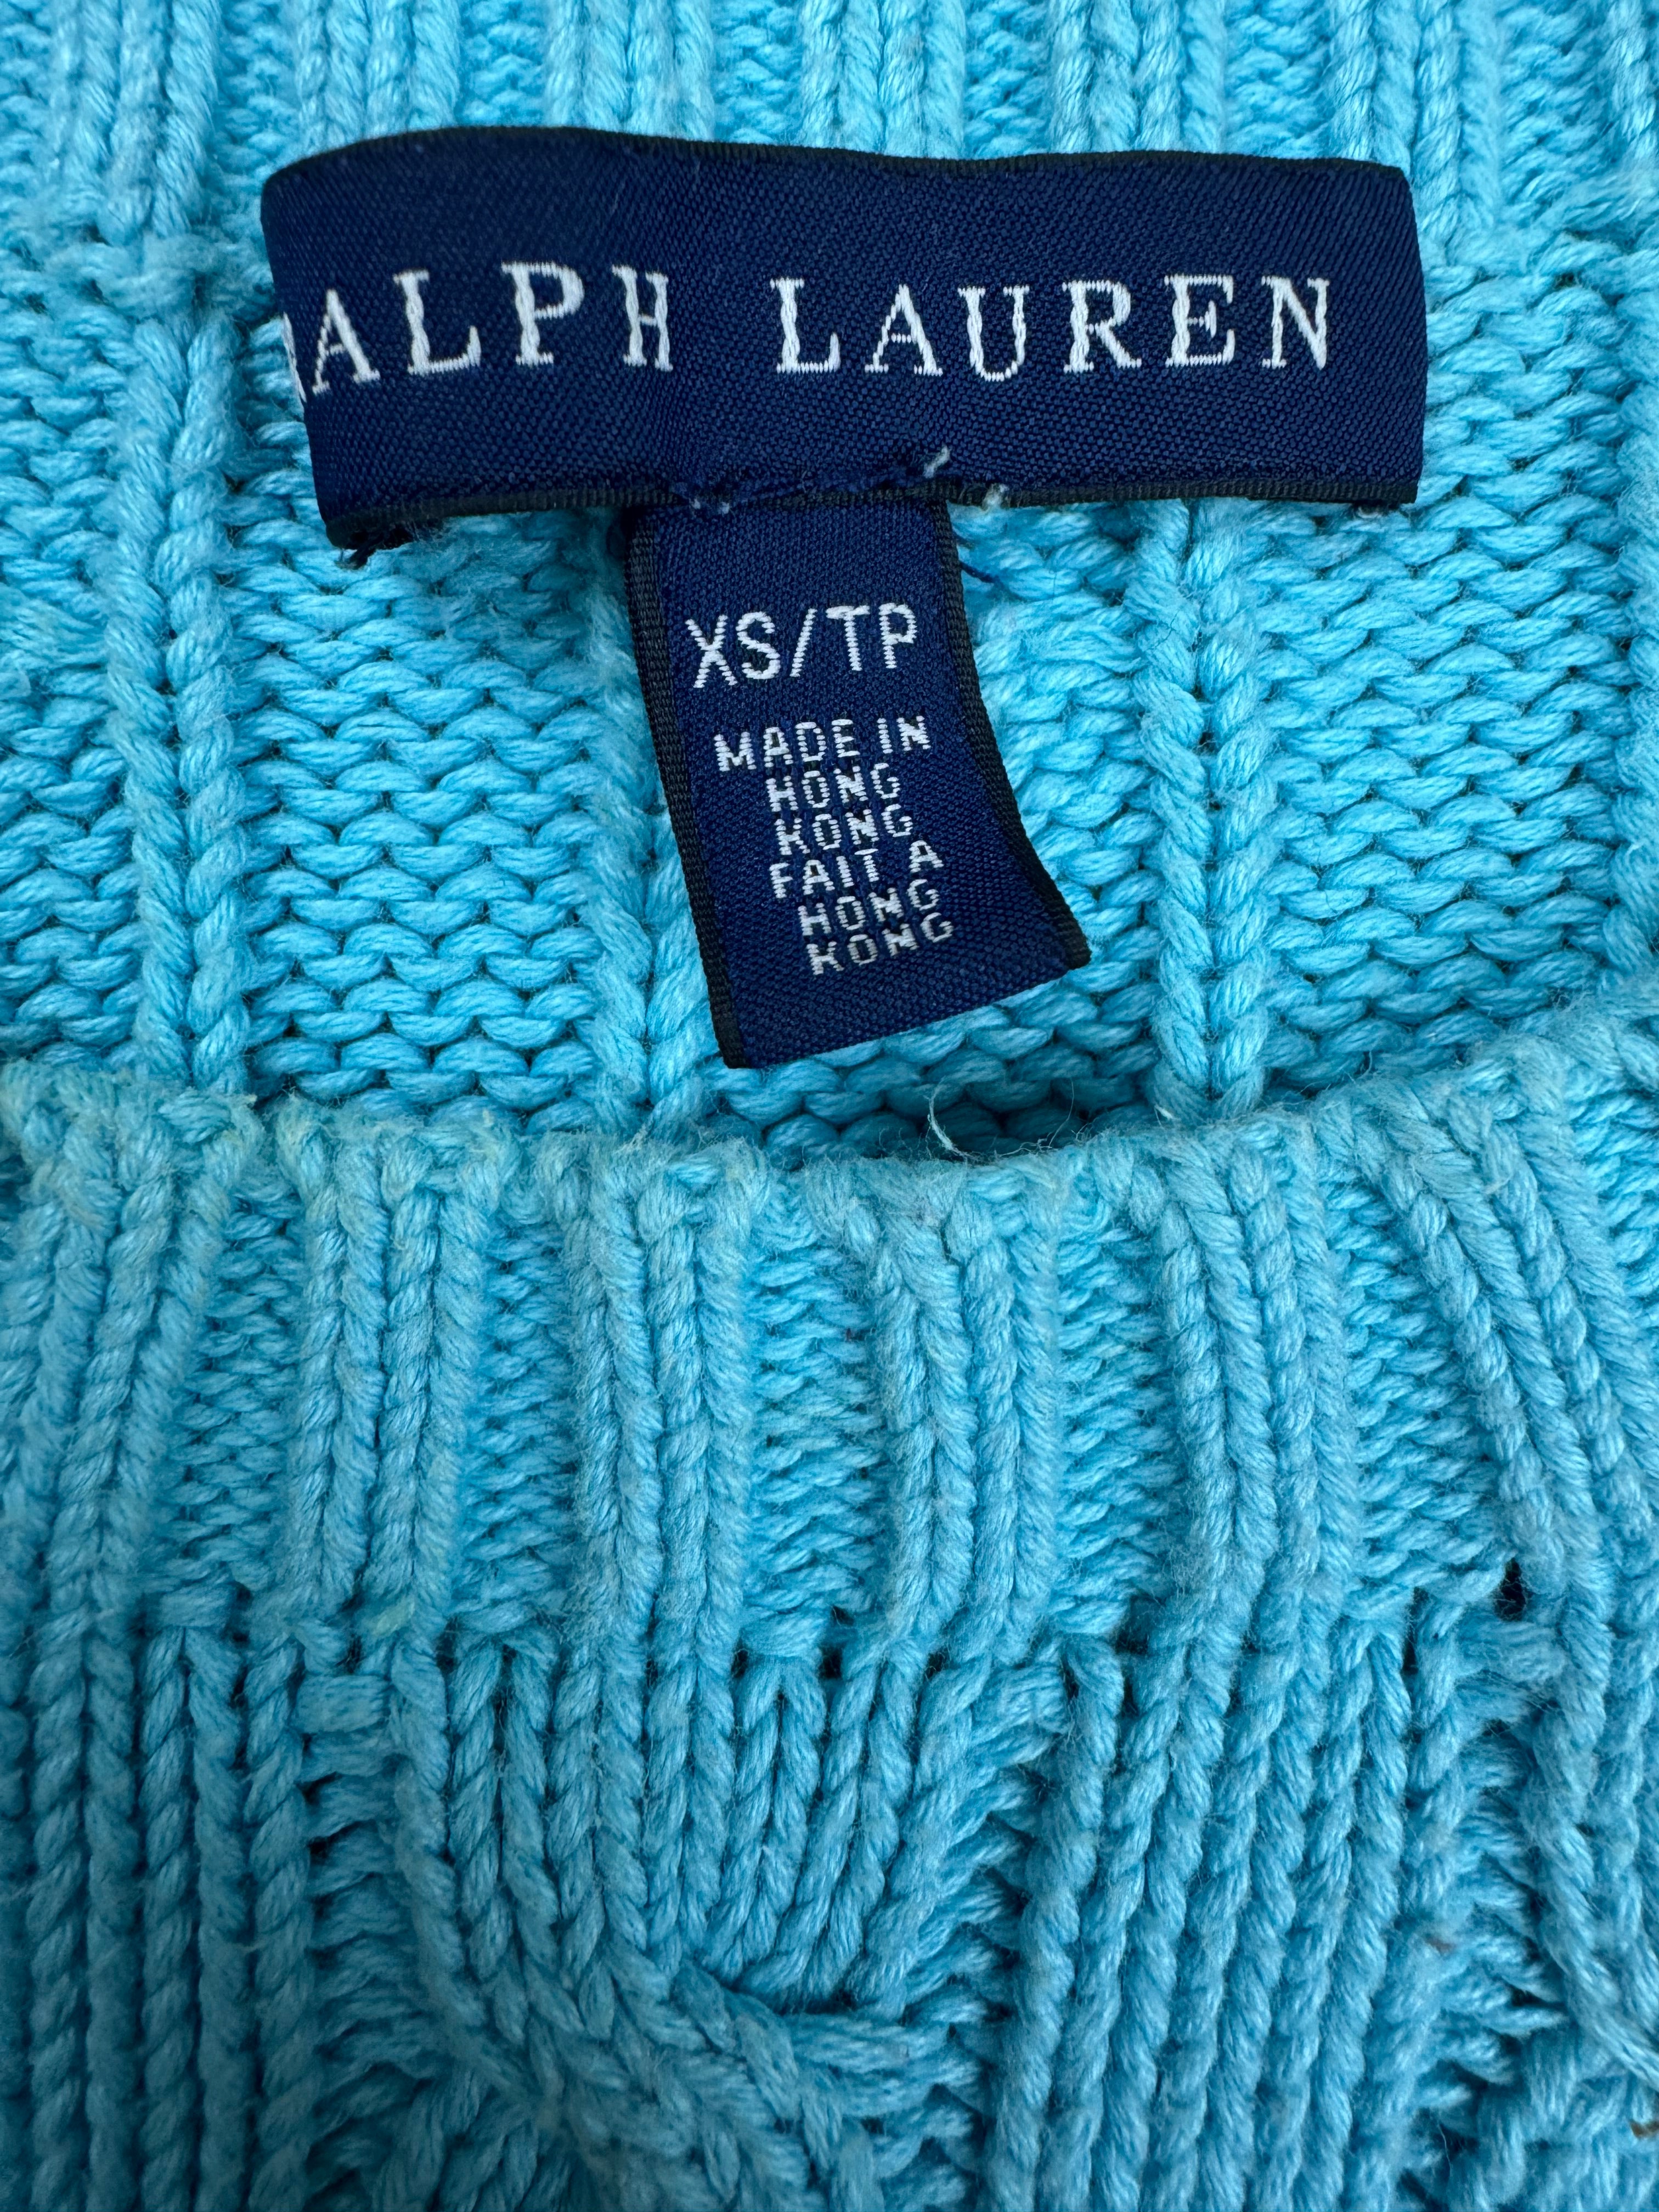 RALPH LAUREN
XS/TP
MADE IN
HONG
KONG
FAIT A
HONG
KONG